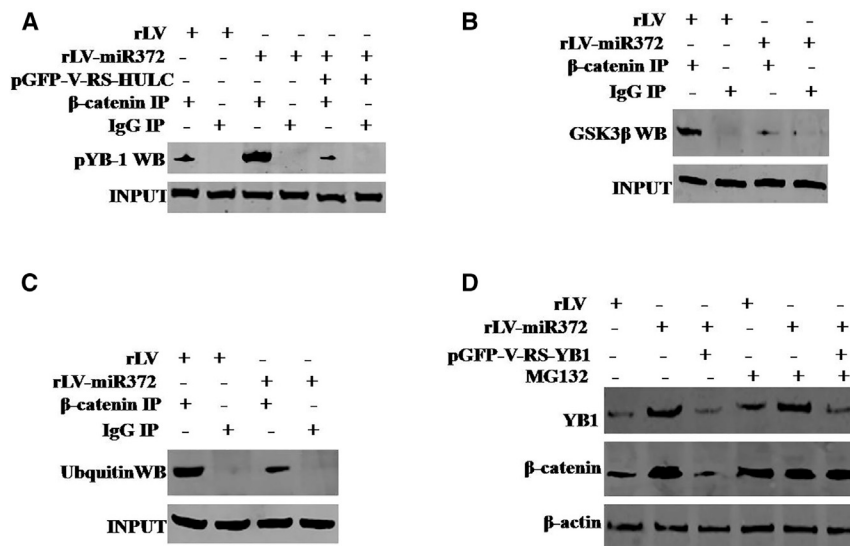 A
rLV + + - - - -
rLV-miR372 - - + + + +
pGFP-V-RS-HULC - - - - + +
β-catenin IP + - + - + -
IgG IP - + - + - +
pYB-1 WB
INPUT
B
rLV + + - -
rLV-miR372 - - + +
β-catenin IP + - + -
IgG IP - + - +
GSK3β WB
INPUT
C
rLV + + - -
rLV-miR372 - - + +
β-catenin IP + - + -
IgG IP - + - +
UbquitinWB
INPUT
D
rLV + - - + - -
rLV-miR372 - + + - + +
pGFP-V-RS-YB1 - - + - - +
MG132 - - - + + +
YB1
β-catenin
β-actin